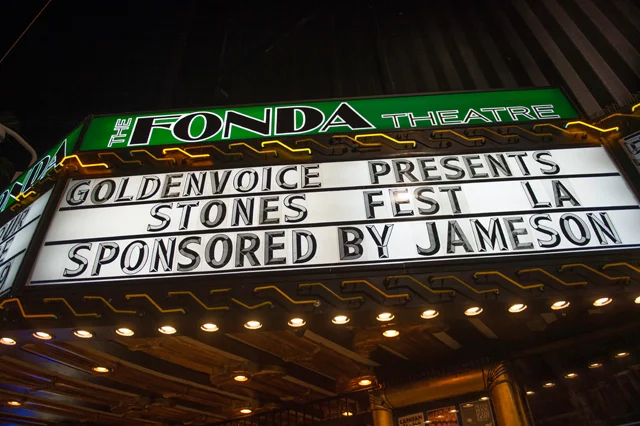 THE FONDA THEATRE
GOLDENVOICE PRESENTS
STONES FEST LA
SPONSORED BY JAMESON